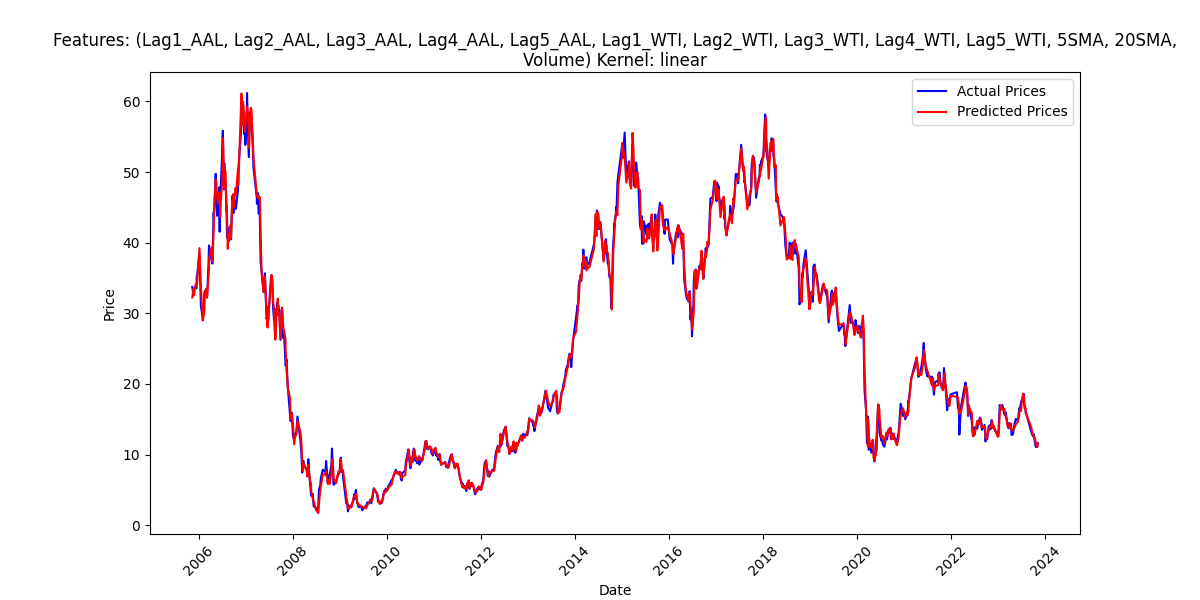 Features: (Lag1_AAL, Lag2_AAL, Lag3_AAL, Lag4_AAL, Lag5_AAL, Lag1_WTI, Lag2_WTI, Lag3_WTI, Lag4_WTI, Lag5_WTI, 5SMA, 20SMA,
Volume) Kernel: linear
Actual Prices
Predicted Prices
Price
60
50
40
30
20
10
0
2006
2008
2010
2012
2014
2016
2018
2020
2022
2024
Date